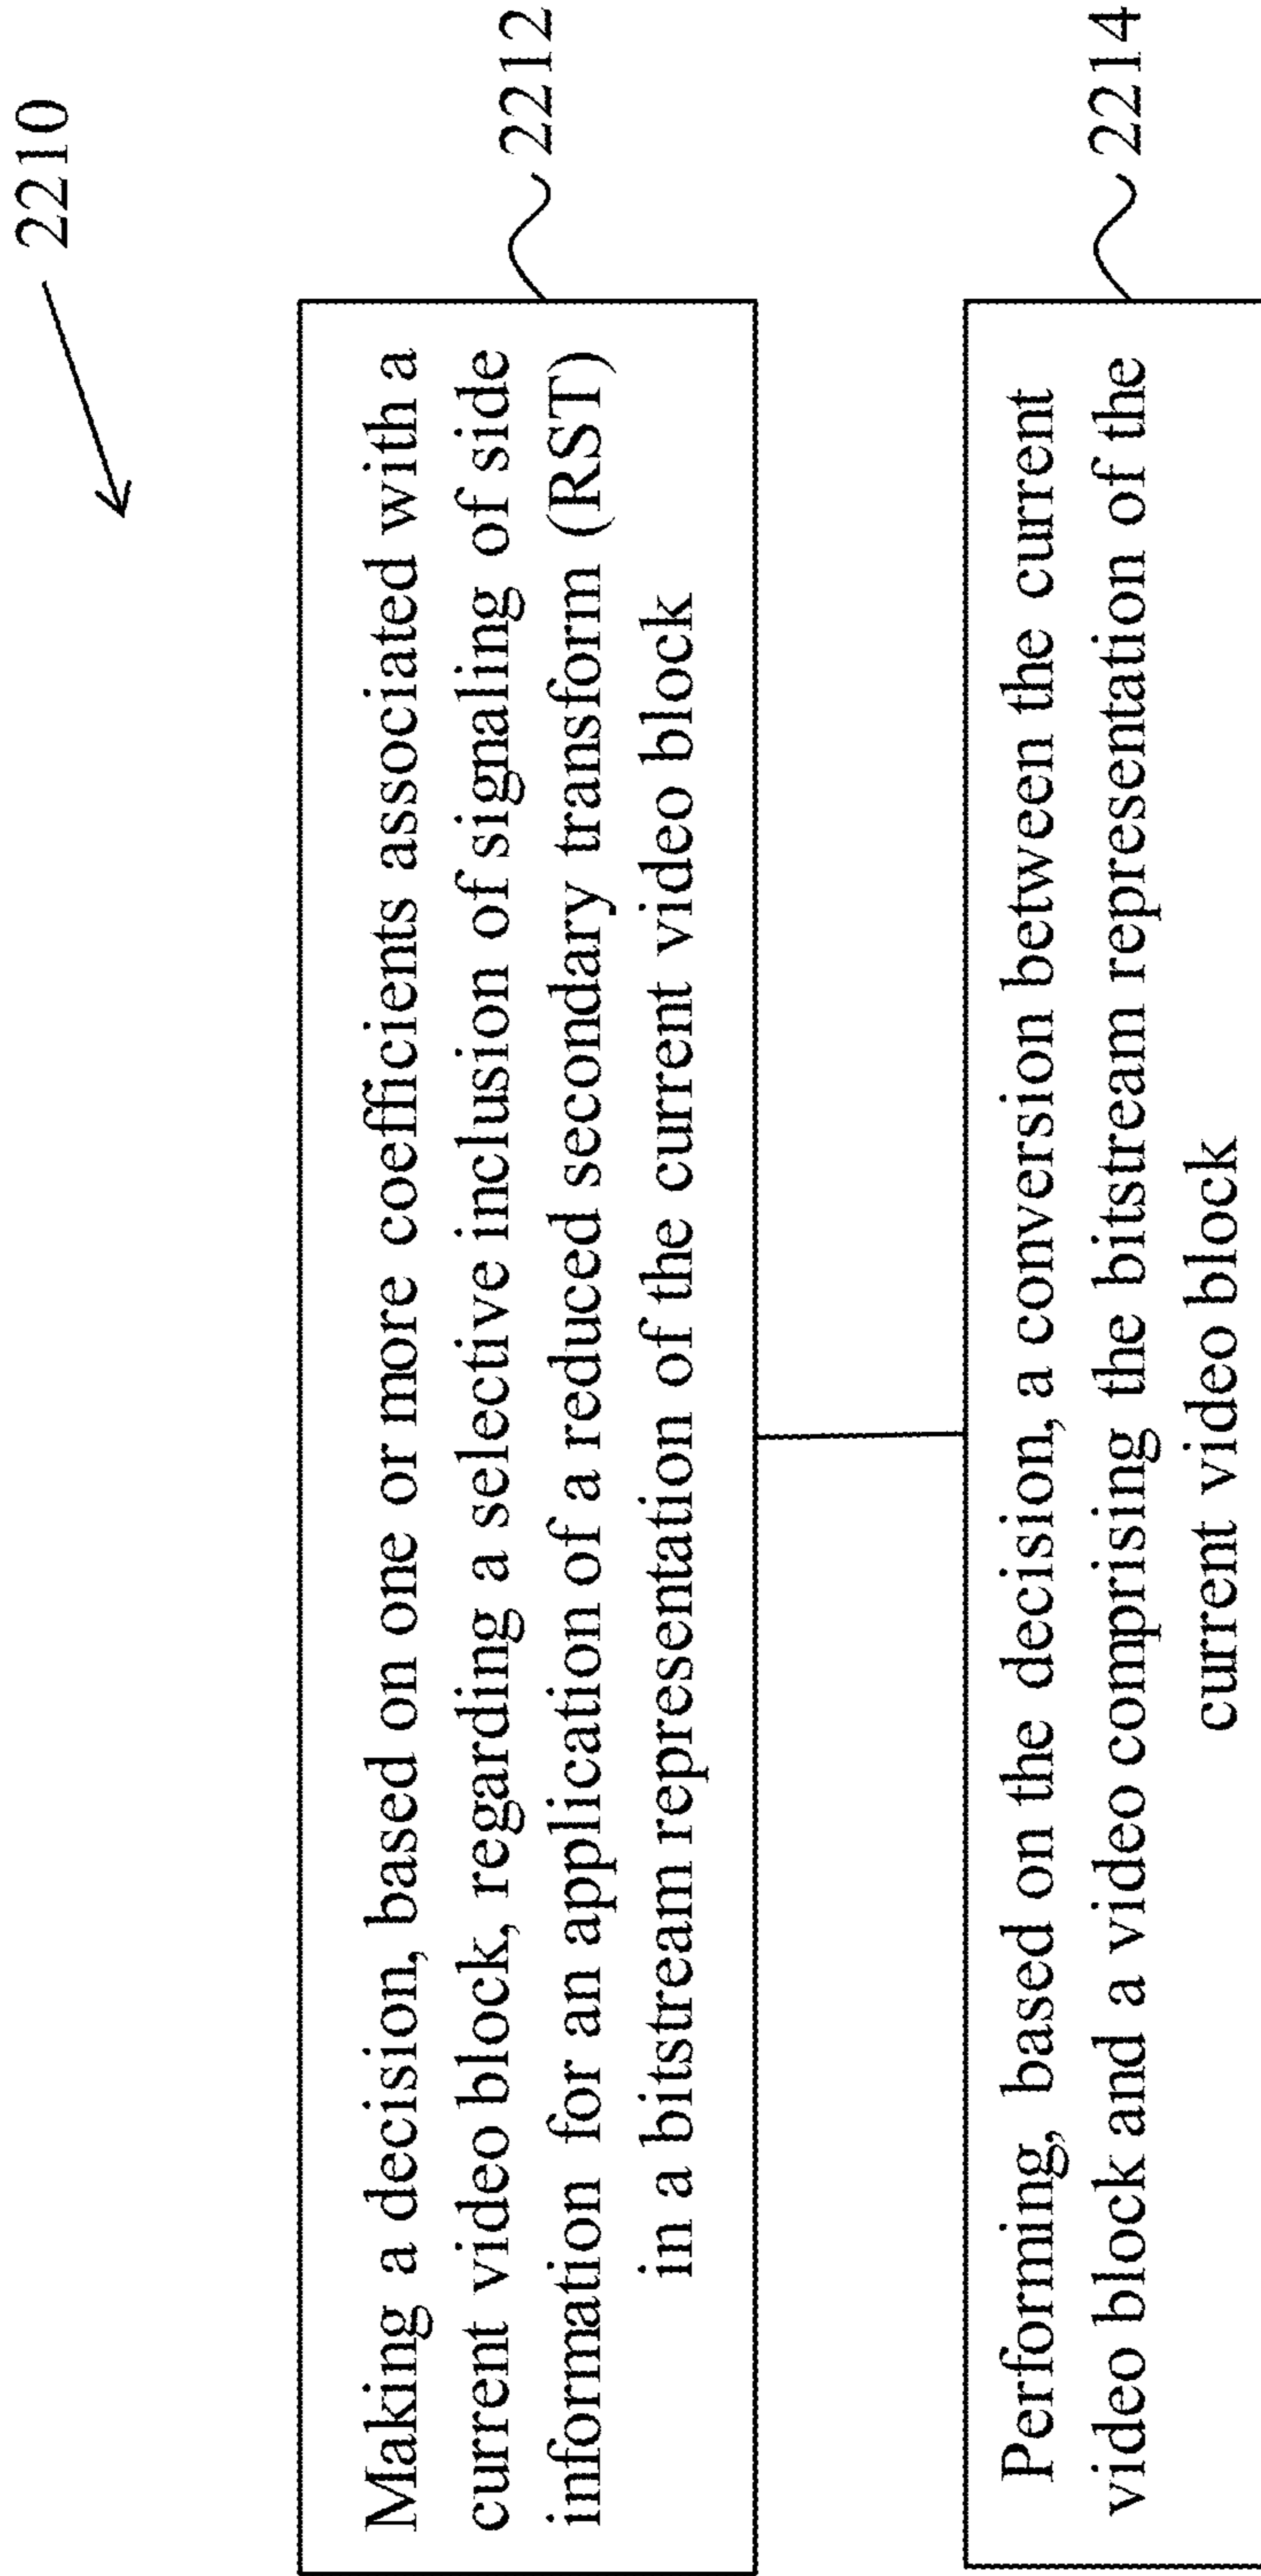 2210
Making a decision, based on one or more coefficients associated with a
current video block, regarding a selective inclusion of signaling of side
information for an application of a reduced secondary transform (RST)
in a bitstream representation of the current video block
2212
Performing, based on the decision, a conversion between the current
video block and a video comprising the bitstream representation of the
current video block
2214